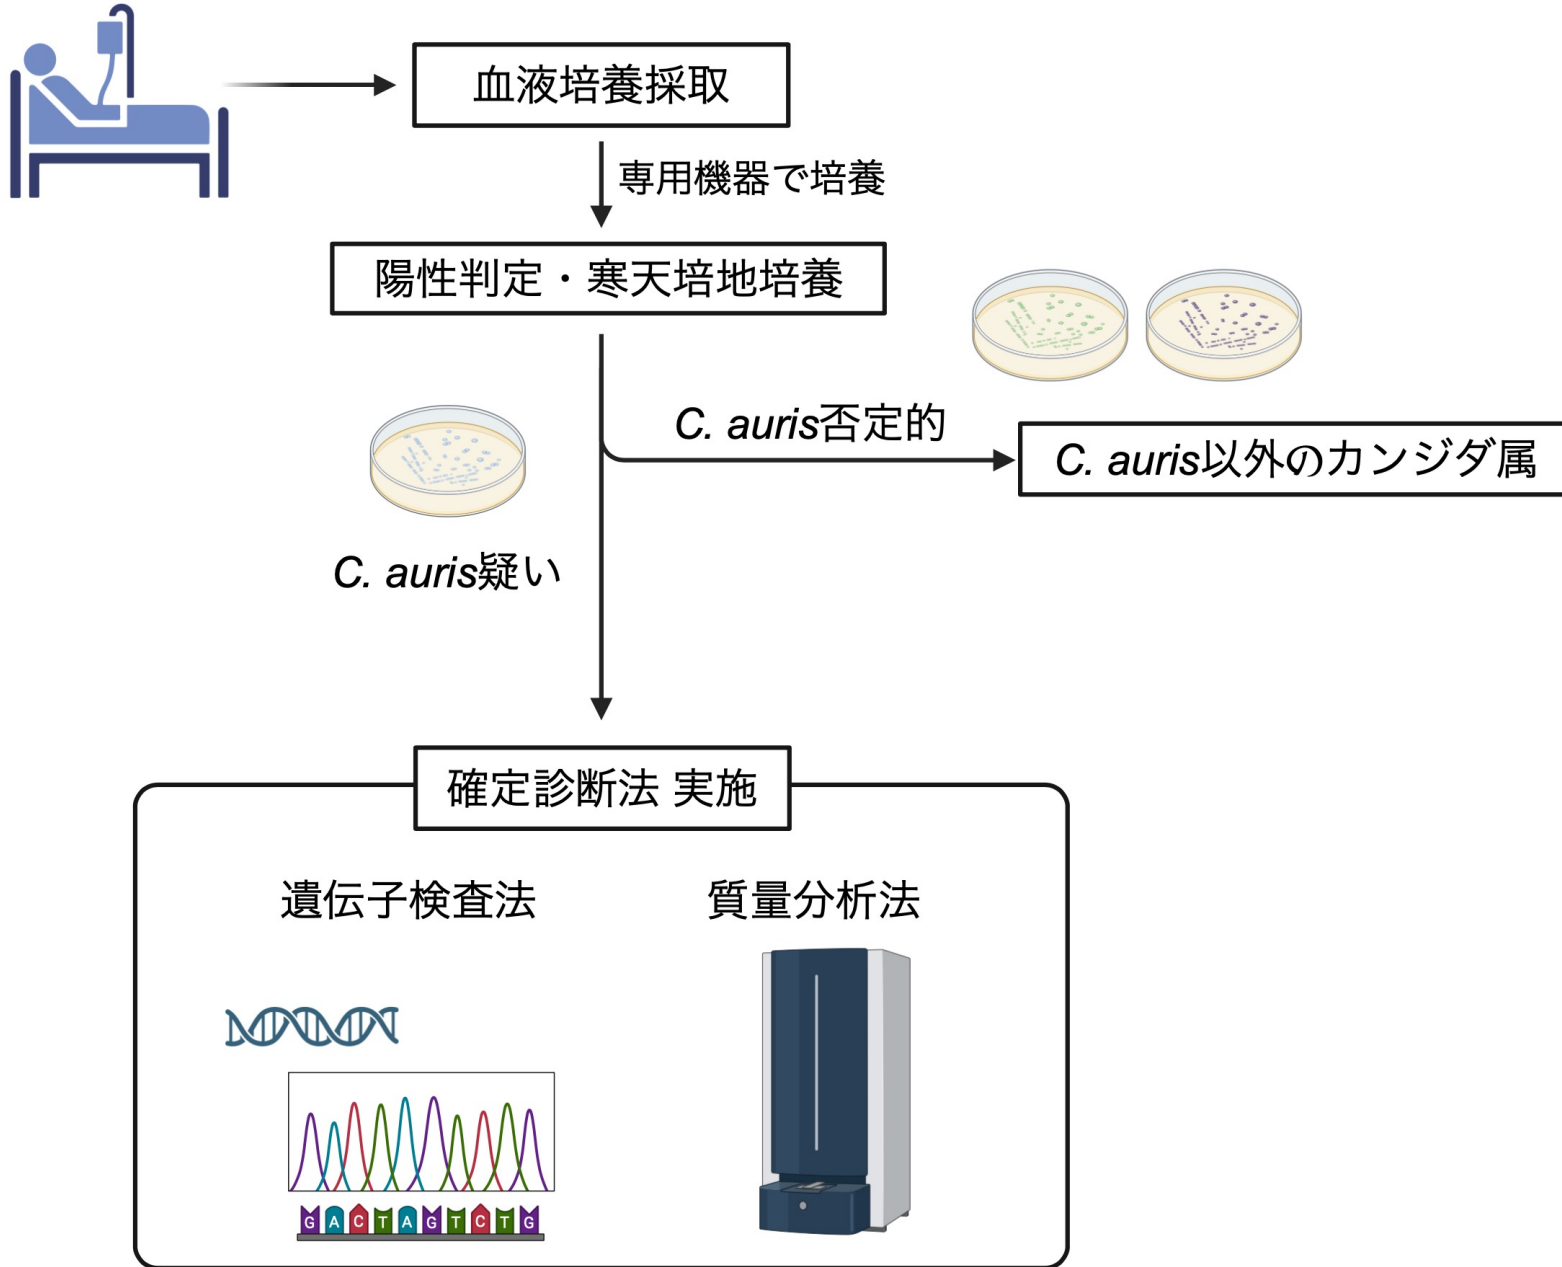 血液培養採取
専用機器で培養
陽性判定・寒天培地培養
C. auris否定的
C. auris以外のカンジダ属
C. auris疑い
確定診断法 実施
遺伝子検査法
質量分析法
G A C T A G T C T G